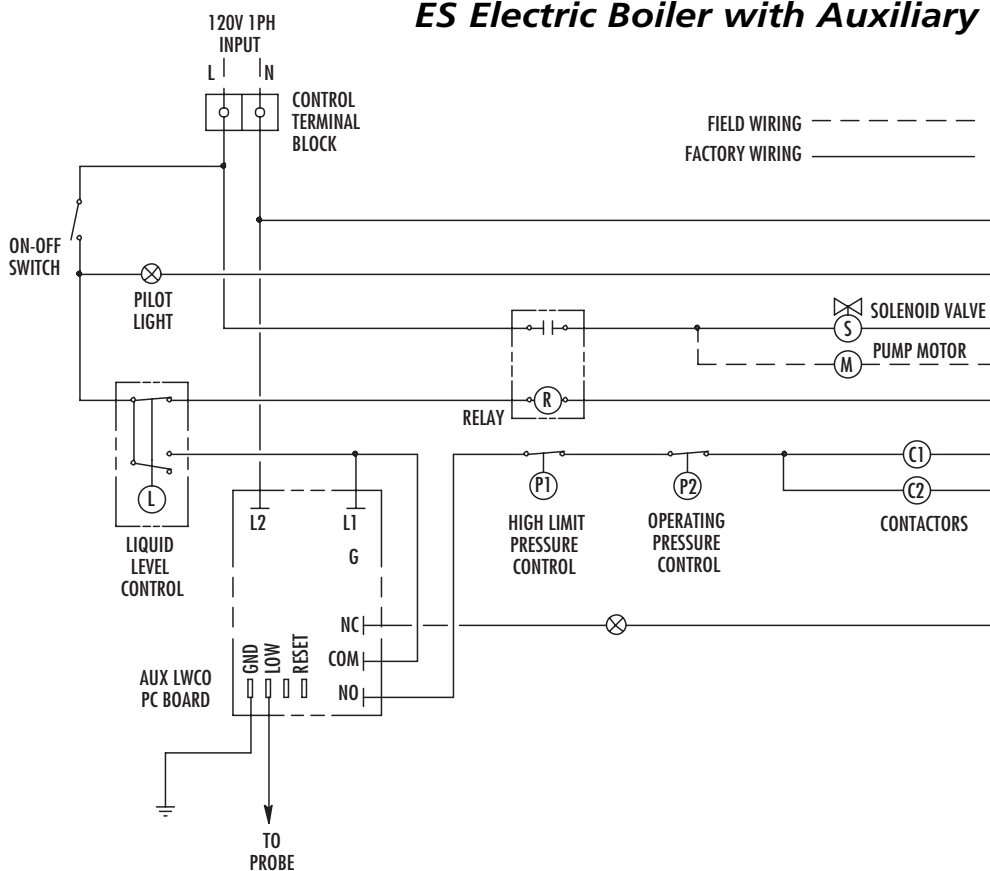 ES Electric Boiler with Auxiliary
120V 1PH
INPUT
L
N
CONTROL
TERMINAL
BLOCK
FIELD WIRING
FACTORY WIRING
ON-OFF
SWITCH
PILOT
LIGHT
SOLENOID VALVE
S
PUMP MOTOR
M
RELAY
R
L
LIQUID
LEVEL
CONTROL
L2
L1
G
P1
HIGH LIMIT
PRESSURE
CONTROL
P2
OPERATING
PRESSURE
CONTROL
C1
C2
CONTACTORS
NC
COM
NO
GND
LOW
RESET
AUX LWCO
PC BOARD
TO
PROBE